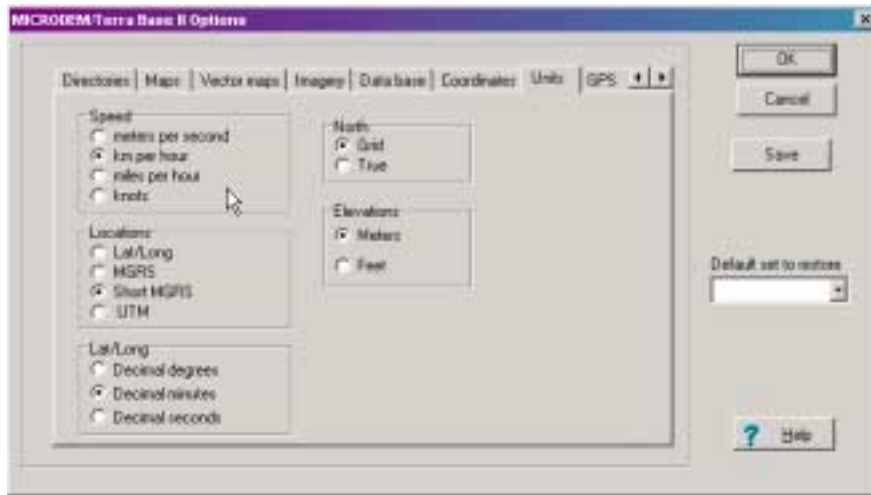 MICRODEM/Terra Base II Options
Directories Maps Vector maps Imagery Data base Coordinates Units GPS
OK
Cancel
Save
Speed
meters per second
km per hour
miles per hour
knots
North
Grid
True
Locations
Lat/Long
MGRS
Short MGRS
UTM
Elevations
Meters
Feet
Default set to restore
Lat/Long
Decimal degrees
Decimal minutes
Decimal seconds
? Help